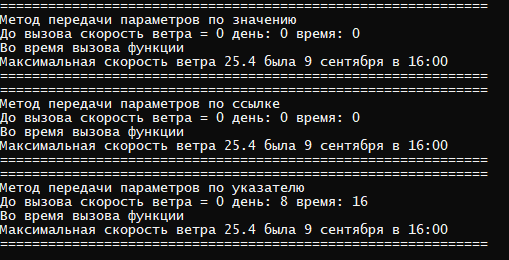 =============================================================
Метод передачи параметров по значению
До вызова скорость ветра = 0 день: 0 время: 0
Во время вызова функции
Максимальная скорость ветра 25.4 была 9 сентября в 16:00
=============================================================
=============================================================
Метод передачи параметров по ссылке
До вызова скорость ветра = 0 день: 0 время: 0
Во время вызова функции
Максимальная скорость ветра 25.4 была 9 сентября в 16:00
=============================================================
=============================================================
Метод передачи параметров по указателю
До вызова скорость ветра = 0 день: 8 время: 16
Во время вызова функции
Максимальная скорость ветра 25.4 была 9 сентября в 16:00
=============================================================